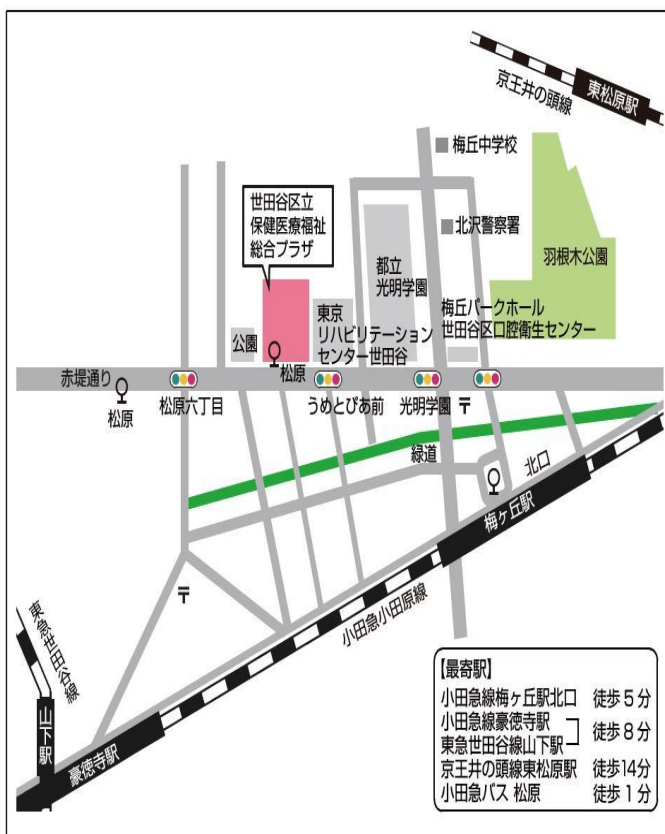 東松原駅
京王井の頭線
梅丘中学校
世田谷区立
保健医療福祉
総合プラザ
北沢警察署
都立
光明学園
羽根木公園
梅丘パークホール
世田谷区口腔衛生センター
東京
リハビリテーション
センター世田谷
公園
松原
赤堤通り
松原
松原六丁目
うめとぴあ前
光明学園
〒
緑道
北口
梅ヶ丘駅
〒
小田急小田原線
東急世田谷線
山下駅
豪徳寺駅
【最寄駅】
小田急線梅ヶ丘駅北口 徒歩5分
小田急線豪徳寺駅
東急世田谷線山下駅 徒歩8分
京王井の頭線東松原駅 徒歩14分
小田急バス 松原 徒歩1分